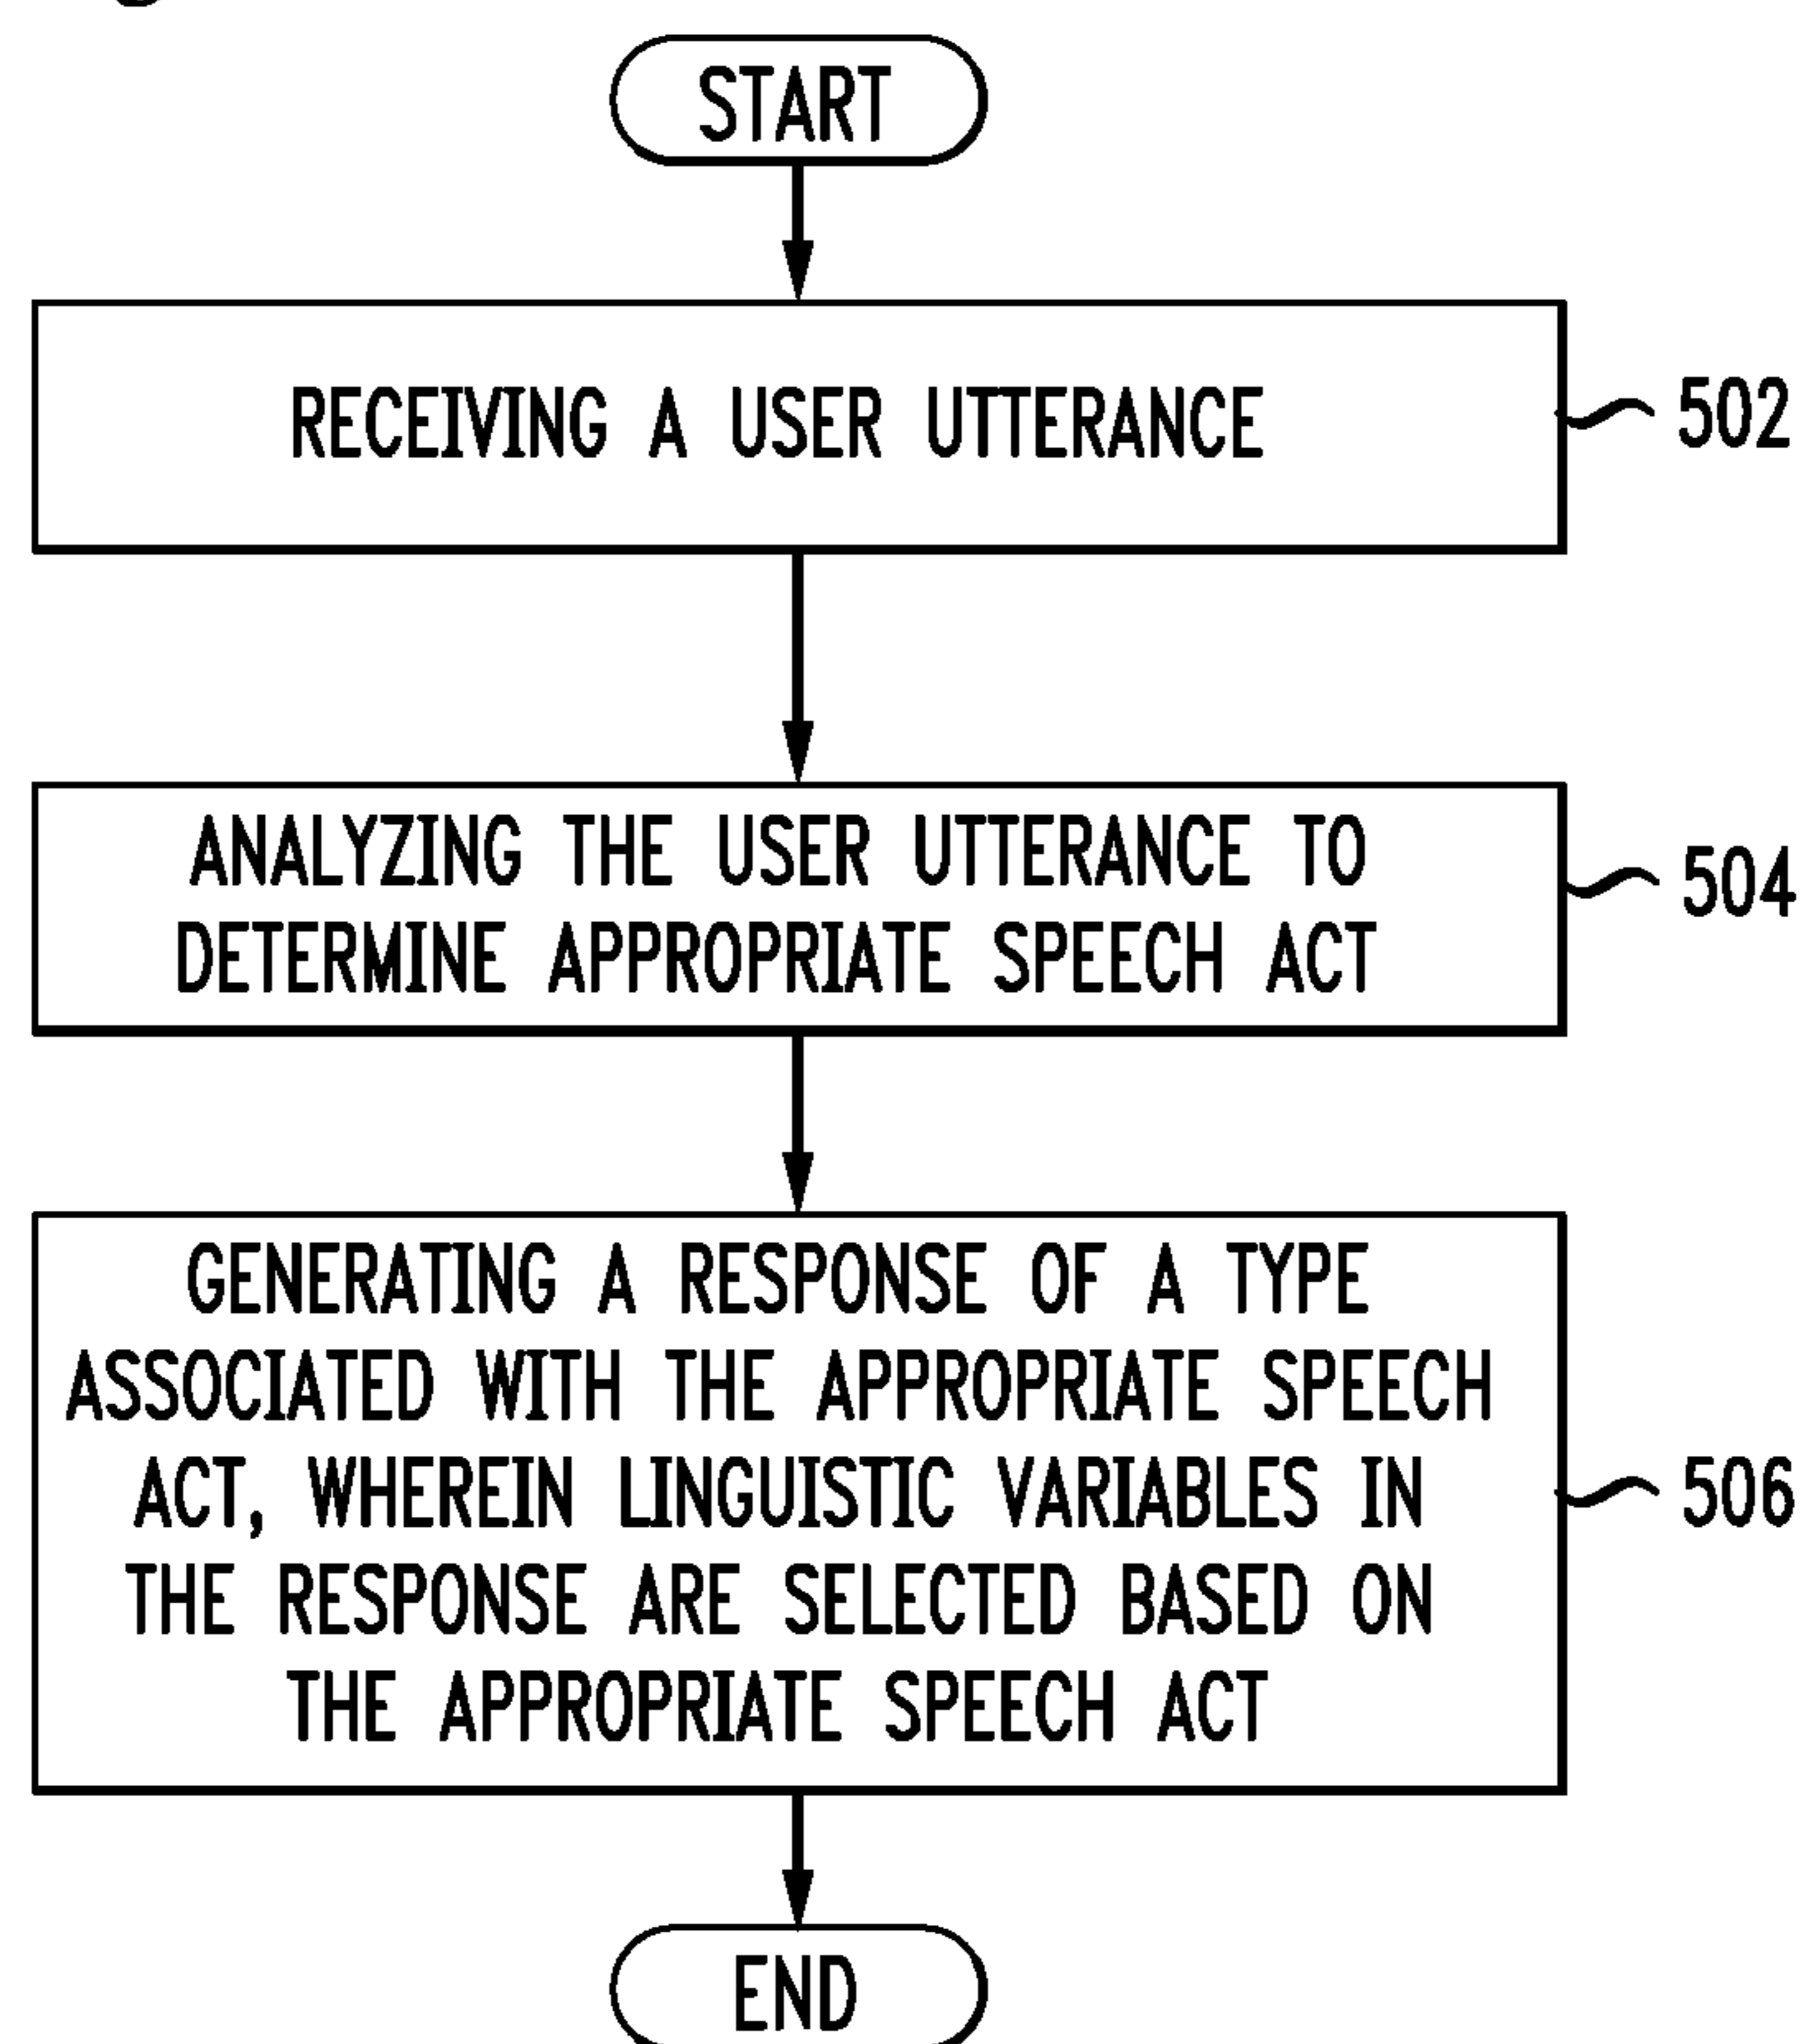 START
RECEIVING A USER UTTERANCE
502
ANALYZING THE USER UTTERANCE TO
DETERMINE APPROPRIATE SPEECH ACT
504
GENERATING A RESPONSE OF A TYPE
ASSOCIATED WITH THE APPROPRIATE SPEECH
ACT, WHEREIN LINGUISTIC VARIABLES IN
THE RESPONSE ARE SELECTED BASED ON
THE APPROPRIATE SPEECH ACT
506
END